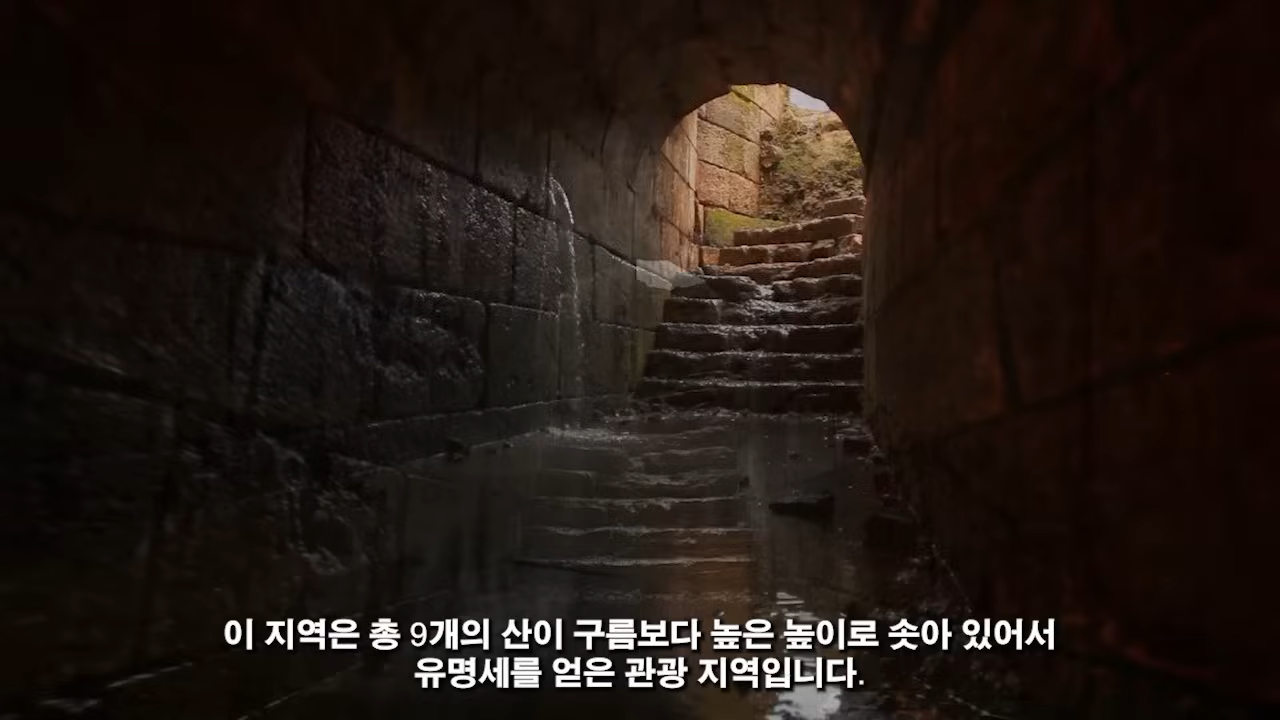 이 지역은 총 9개의 산이 구름보다 높은 높이로 솟아 있어서
유명세를 얻은 관광 지역입니다.